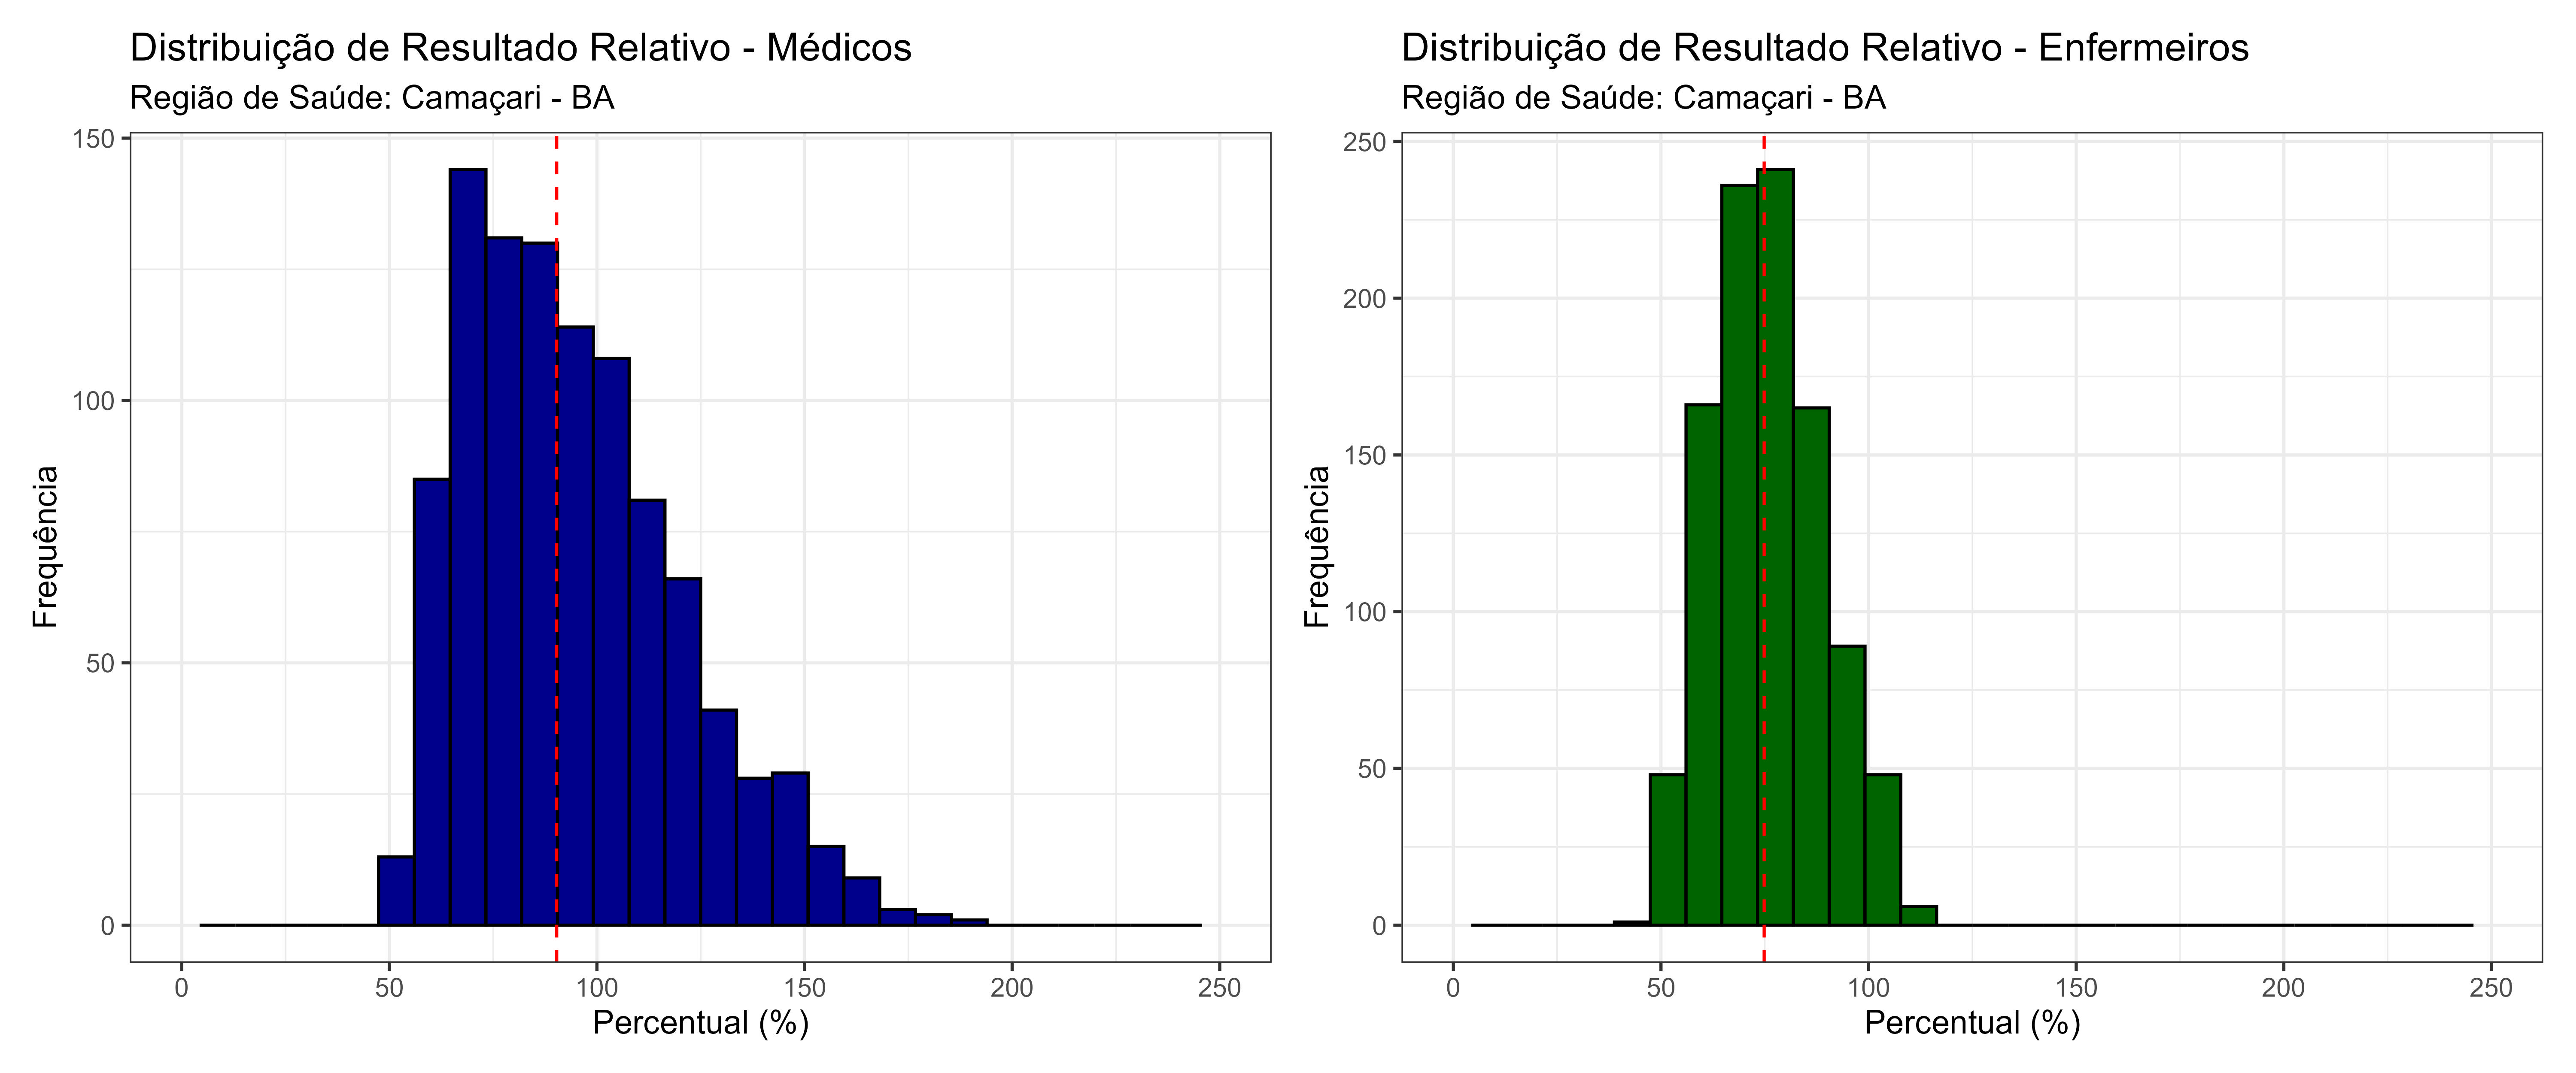 Distribuição de Resultado Relativo - Médicos
Região de Saúde: Camaçari - BA
150
100
50
0
Frequência
0 50 100 150 200 250
Percentual (%)
Distribuição de Resultado Relativo - Enfermeiros
Região de Saúde: Camaçari - BA
250
200
150
100
50
0
Frequência
0 50 100 150 200 250
Percentual (%)